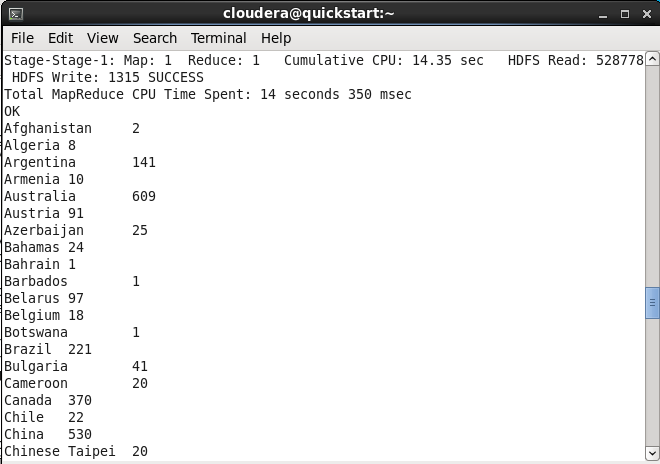 cloudera@quickstart:~
File Edit View Search Terminal Help
Stage-Stage-1: Map: 1  Reduce: 1   Cumulative CPU: 14.35 sec   HDFS Read: 528778
 HDFS Write: 1315 SUCCESS
Total MapReduce CPU Time Spent: 14 seconds 350 msec
OK
Afghanistan     2
Algeria 8
Argentina       141
Armenia 10
Australia       609
Austria 91
Azerbaijan      25
Bahamas 24
Bahrain 1
Barbados        1
Belarus 97
Belgium 18
Botswana        1
Brazil  221
Bulgaria        41
Cameroon        20
Canada  370
Chile   22
China   530
Chinese Taipei  20